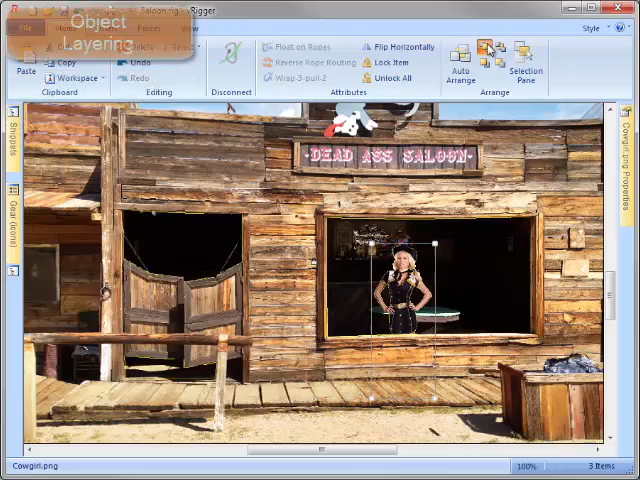 Object
Layering
Saloon.rig - vRigger
File
Style
Paste
Copy
Workspace
Clipboard
Undo
Redo
Editing
Disconnect
Float on Ropes
Reverse Rope Routing
Wrap-3-pull-2
Flip Horizontally
Lock Item
Unlock All
Attributes
Auto
Arrange
Selection
Pane
Arrange
Snippets
Gear (icons)
DEAD ASS SALOON
Cowgirl.png Properties
Cowgirl.png
100%
3 Items